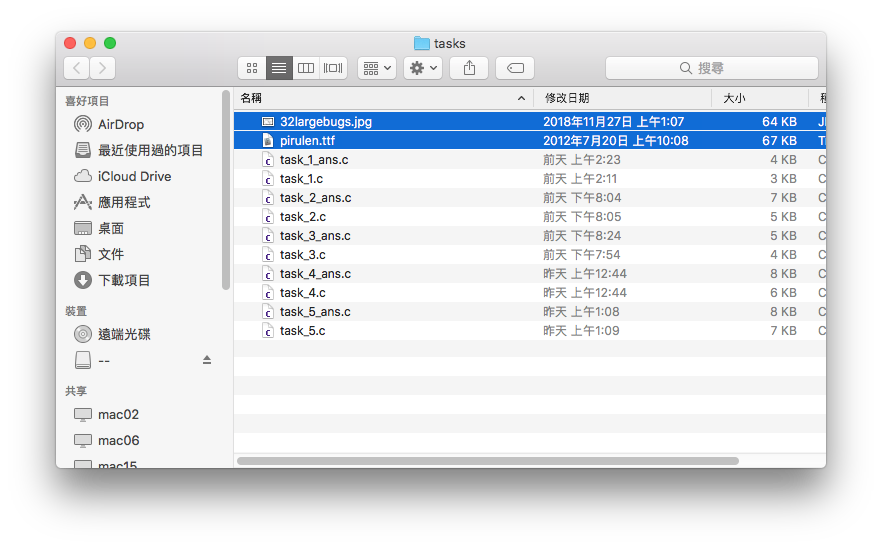 tasks
搜尋
喜好項目
AirDrop
最近使用過的項目
iCloud Drive
應用程式
桌面
文件
下載項目
裝置
遠端光碟
--
共享
mac02
mac06
mac15
名稱 修改日期 大小
32largebugs.jpg 2018年11月27日 上午1:07 64 KB
pirulen.ttf 2012年7月20日 上午10:08 67 KB
task_1_ans.c 前天 上午2:23 4 KB
task_1.c 前天 上午2:11 3 KB
task_2_ans.c 前天 下午8:04 7 KB
task_2.c 前天 下午8:05 5 KB
task_3_ans.c 前天 下午8:24 5 KB
task_3.c 前天 下午7:54 4 KB
task_4_ans.c 昨天 上午12:44 8 KB
task_4.c 昨天 上午12:44 6 KB
task_5_ans.c 昨天 上午1:08 8 KB
task_5.c 昨天 上午1:09 7 KB